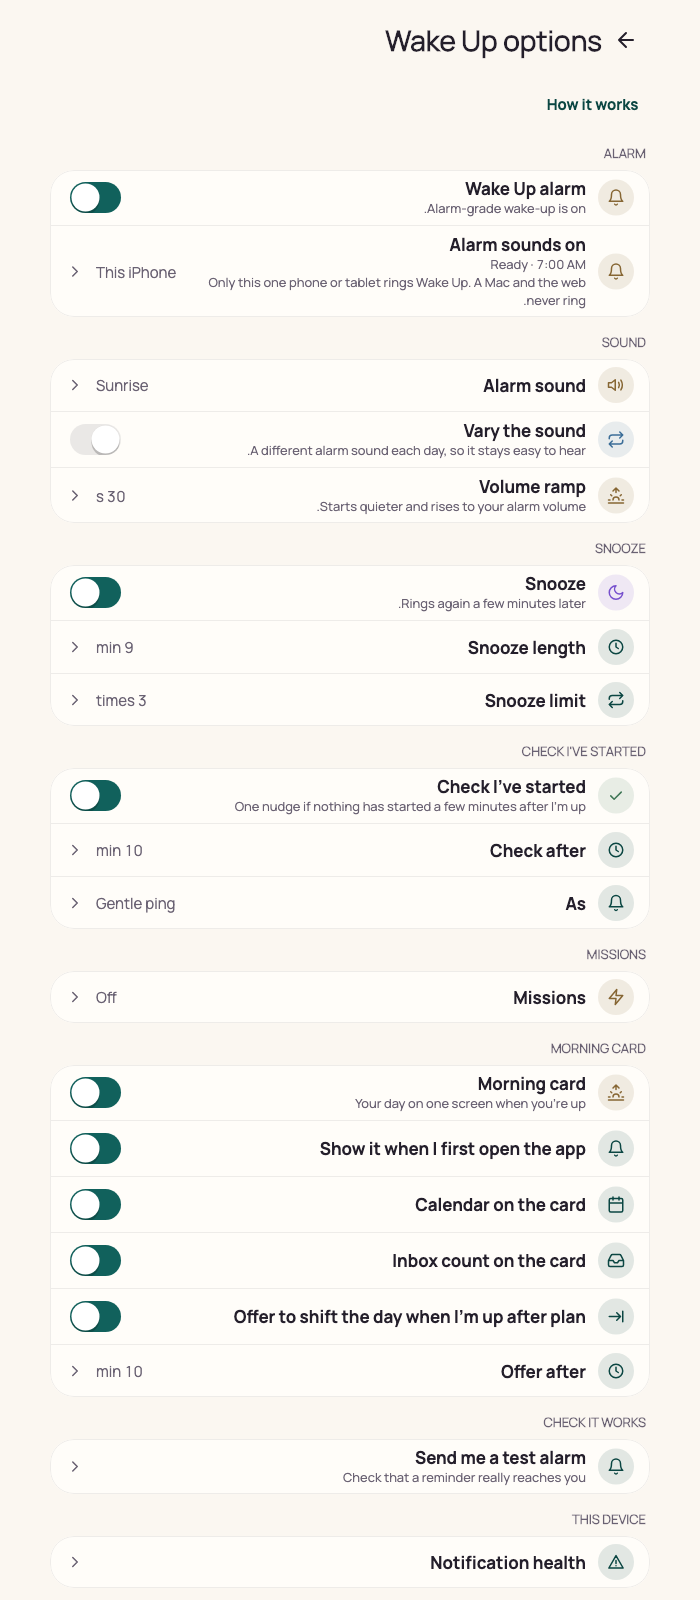 Wake Up options
How it works
ALARM
Wake Up alarm
.Alarm-grade wake-up is on
Alarm sounds on
Ready · 7:00 AM
Only this one phone or tablet rings Wake Up. A Mac and the web
.never ring
This iPhone
SOUND
Alarm sound
Sunrise
Vary the sound
.A different alarm sound each day, so it stays easy to hear
Volume ramp
.Starts quieter and rises to your alarm volume
s 30
SNOOZE
Snooze
.Rings again a few minutes later
Snooze length
min 9
Snooze limit
times 3
CHECK I'VE STARTED
Check I've started
One nudge if nothing has started a few minutes after I'm up
Check after
min 10
As
Gentle ping
MISSIONS
Missions
Off
MORNING CARD
Morning card
Your day on one screen when you're up
Show it when I first open the app
Calendar on the card
Inbox count on the card
Offer to shift the day when I'm up after plan
Offer after
min 10
CHECK IT WORKS
Send me a test alarm
Check that a reminder really reaches you
THIS DEVICE
Notification health